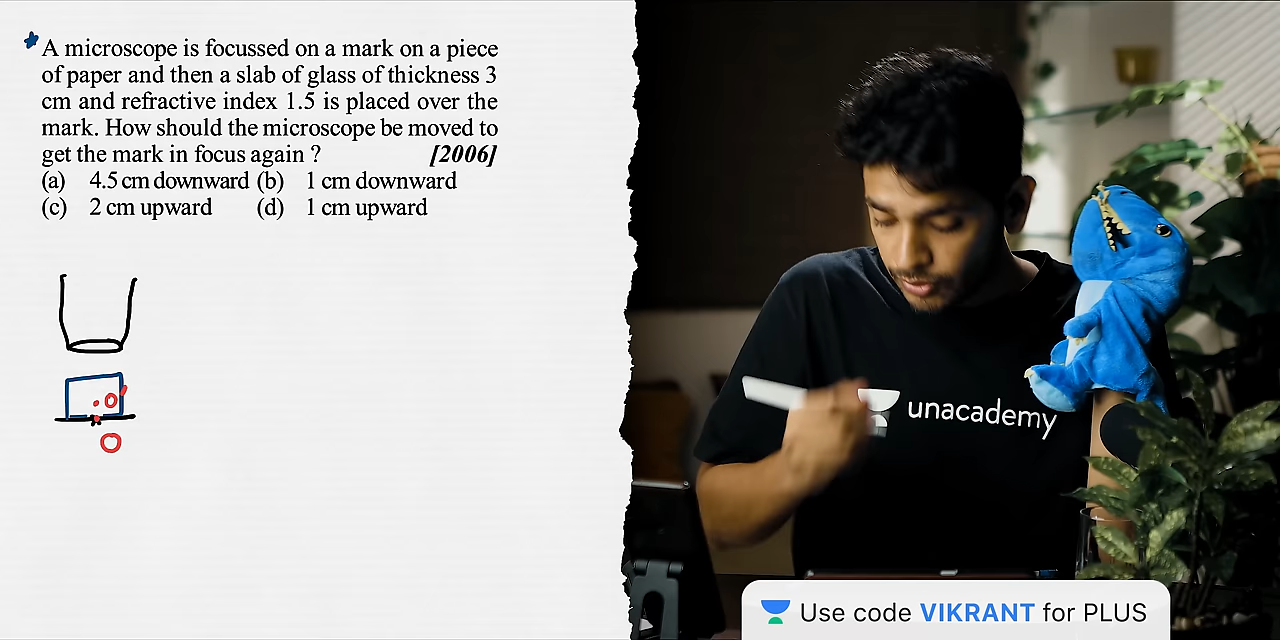 A microscope is focussed on a mark on a piece
of paper and then a slab of glass of thickness 3
cm and refractive index 1.5 is placed over the
mark. How should the microscope be moved to
get the mark in focus again ? [2006]
(a) 4.5 cm downward (b) 1 cm downward
(c) 2 cm upward (d) 1 cm upward
O'
O
unacademy
Use code VIKRANT for PLUS